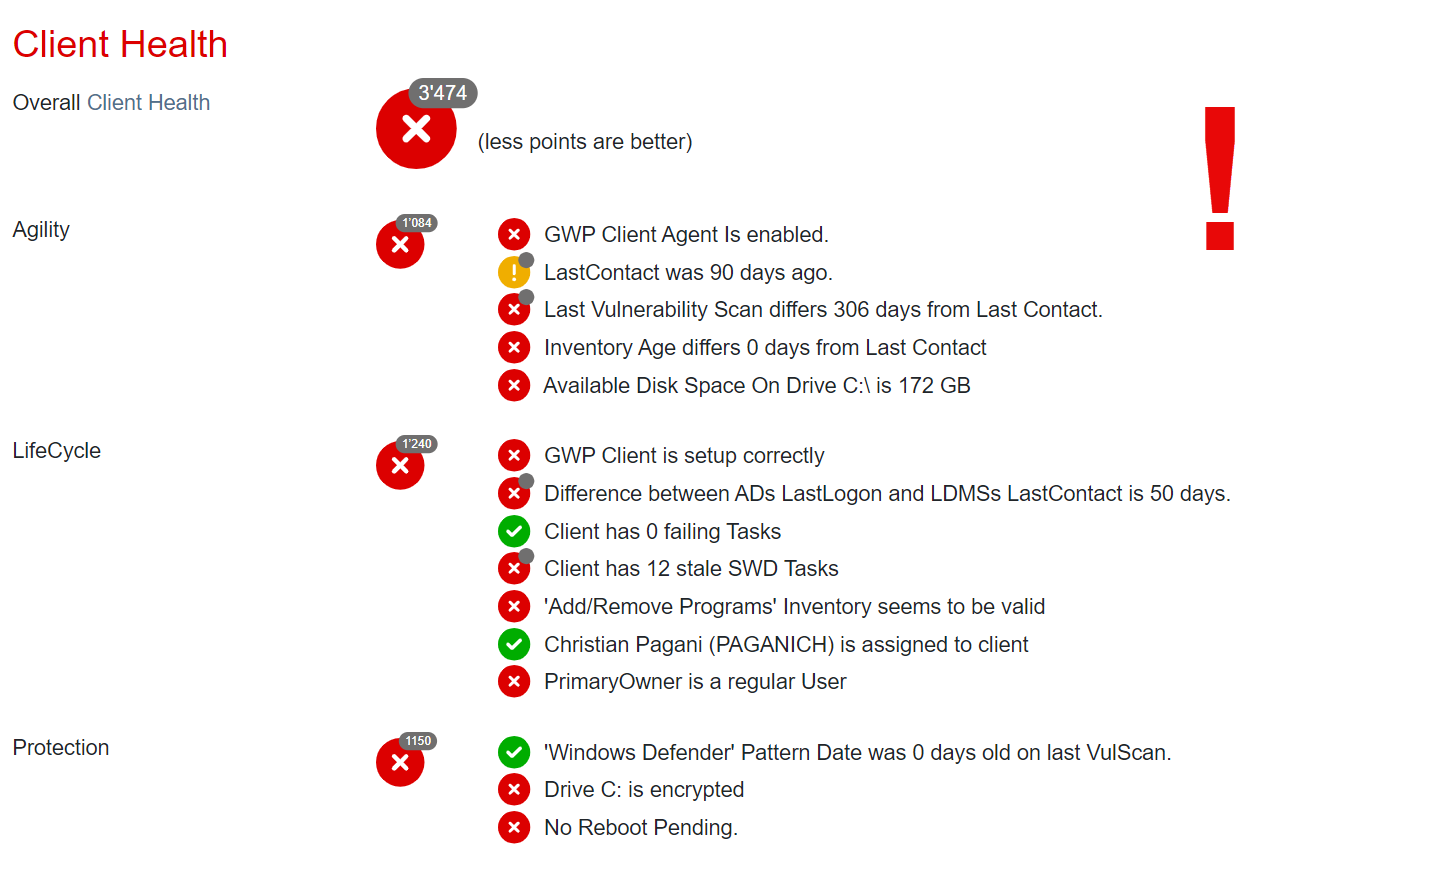 Client Health
Overall Client Health
3'474
(less points are better)
!
Agility
1'084
GWP Client Agent Is enabled.
LastContact was 90 days ago.
Last Vulnerability Scan differs 306 days from Last Contact.
Inventory Age differs 0 days from Last Contact
Available Disk Space On Drive C:\ is 172 GB
LifeCycle
1'240
GWP Client is setup correctly
Difference between ADs LastLogon and LDMSs LastContact is 50 days.
Client has 0 failing Tasks
Client has 12 stale SWD Tasks
'Add/Remove Programs' Inventory seems to be valid
Christian Pagani (PAGANICH) is assigned to client
PrimaryOwner is a regular User
Protection
1150
'Windows Defender' Pattern Date was 0 days old on last VulScan.
Drive C: is encrypted
No Reboot Pending.